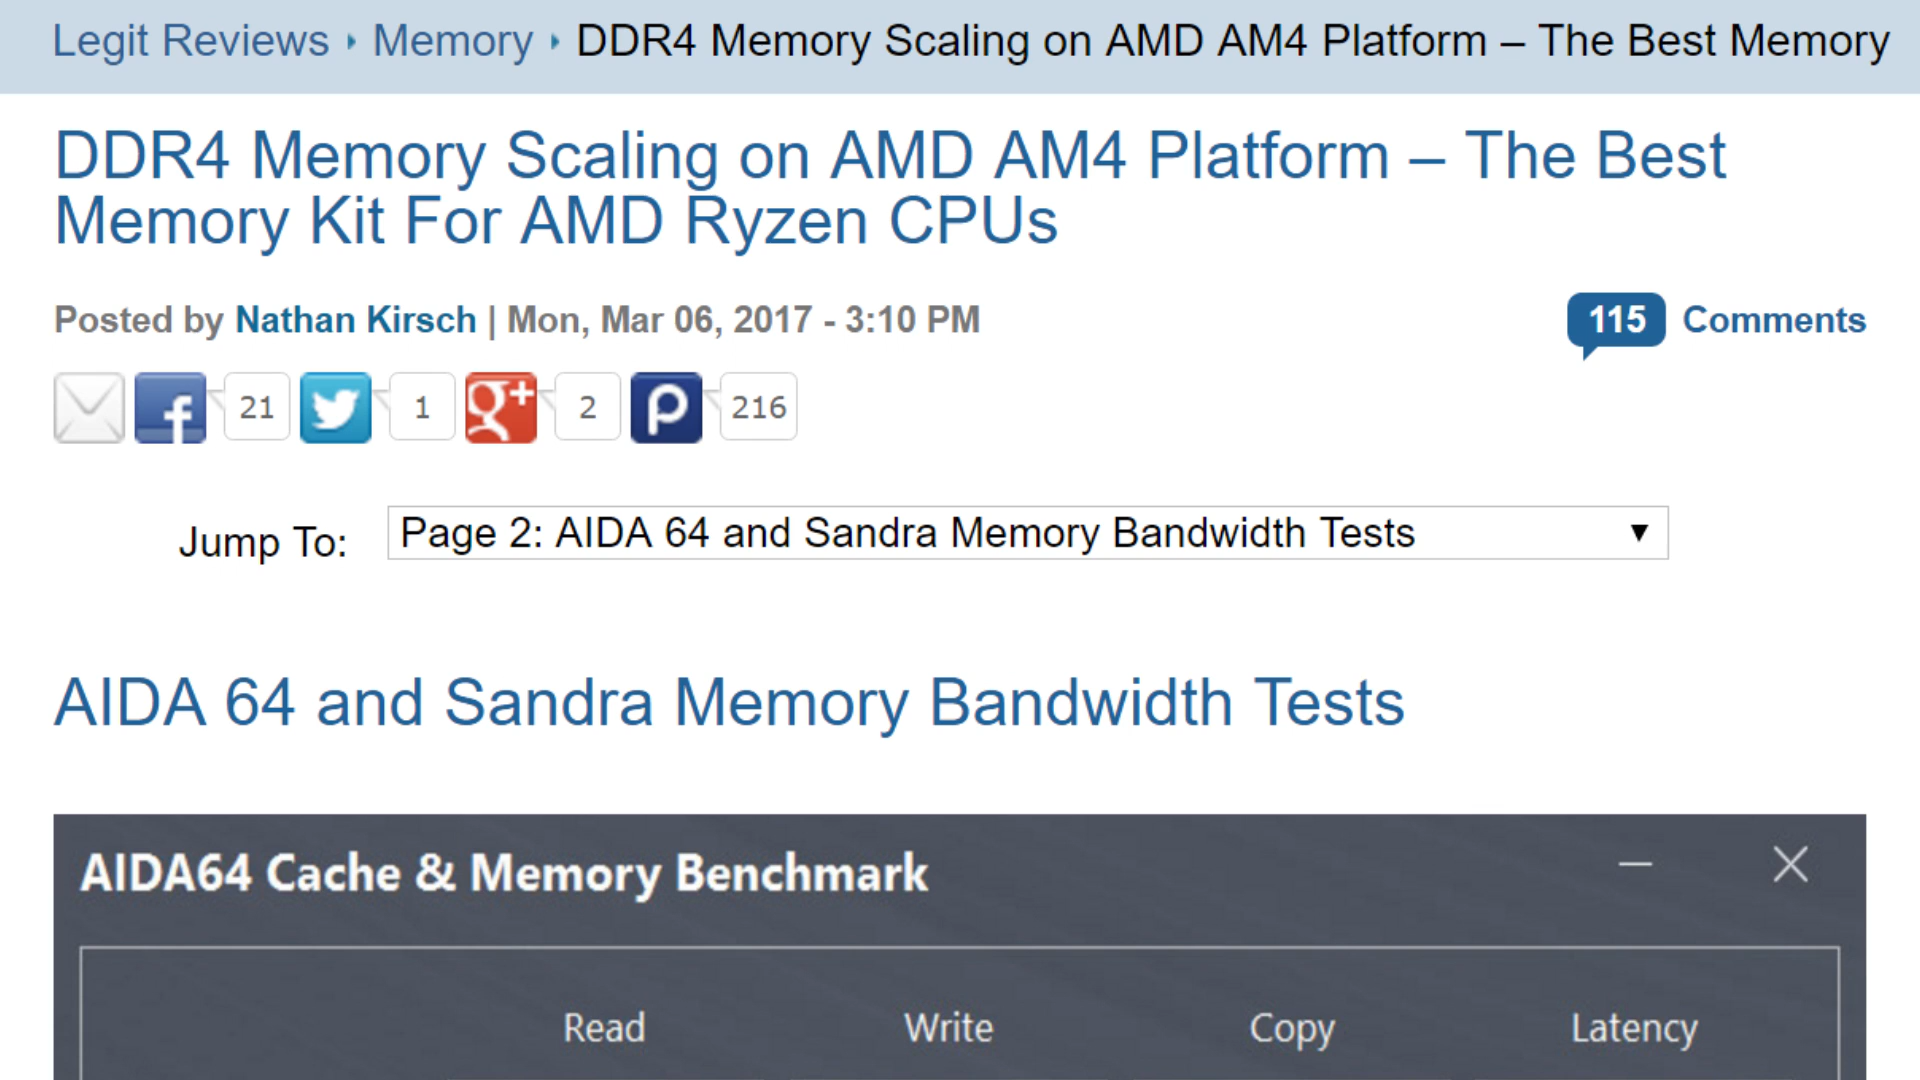 Legit Reviews › Memory › DDR4 Memory Scaling on AMD AM4 Platform – The Best Memory
DDR4 Memory Scaling on AMD AM4 Platform – The Best
Memory Kit For AMD Ryzen CPUs
Posted by Nathan Kirsch | Mon, Mar 06, 2017 - 3:10 PM
115 Comments
21 1 2 216
Jump To: Page 2: AIDA 64 and Sandra Memory Bandwidth Tests
AIDA 64 and Sandra Memory Bandwidth Tests
AIDA64 Cache & Memory Benchmark
Read Write Copy Latency